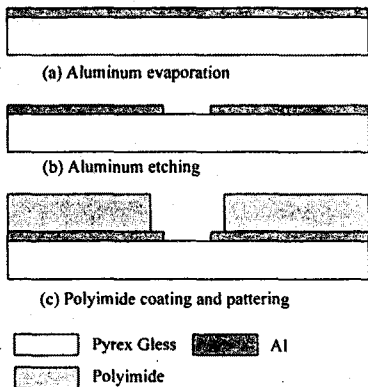 (a) Aluminum evaporation
(b) Aluminum etching
(c) Polyimide coating and pattering
Pyrex Gless Al
Polyimide